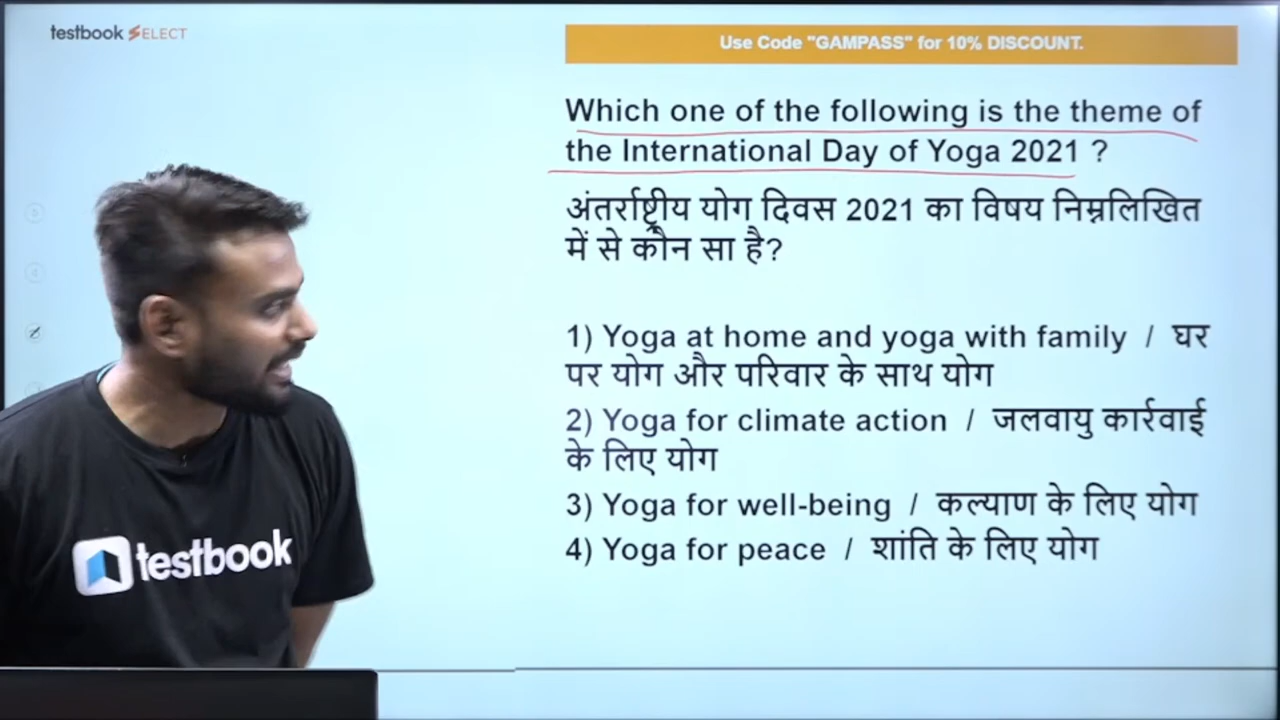 testbook SELECT
Use Code "GAMPASS" for 10% DISCOUNT.
Which one of the following is the theme of
the International Day of Yoga 2021 ?
अंतर्राष्ट्रीय योग दिवस 2021 का विषय निम्नलिखित
में से कौन सा है?
1) Yoga at home and yoga with family / घर
पर योग और परिवार के साथ योग
2) Yoga for climate action / जलवायु कार्रवाई
के लिए योग
3) Yoga for well-being / कल्याण के लिए योग
4) Yoga for peace / शांति के लिए योग
testbook